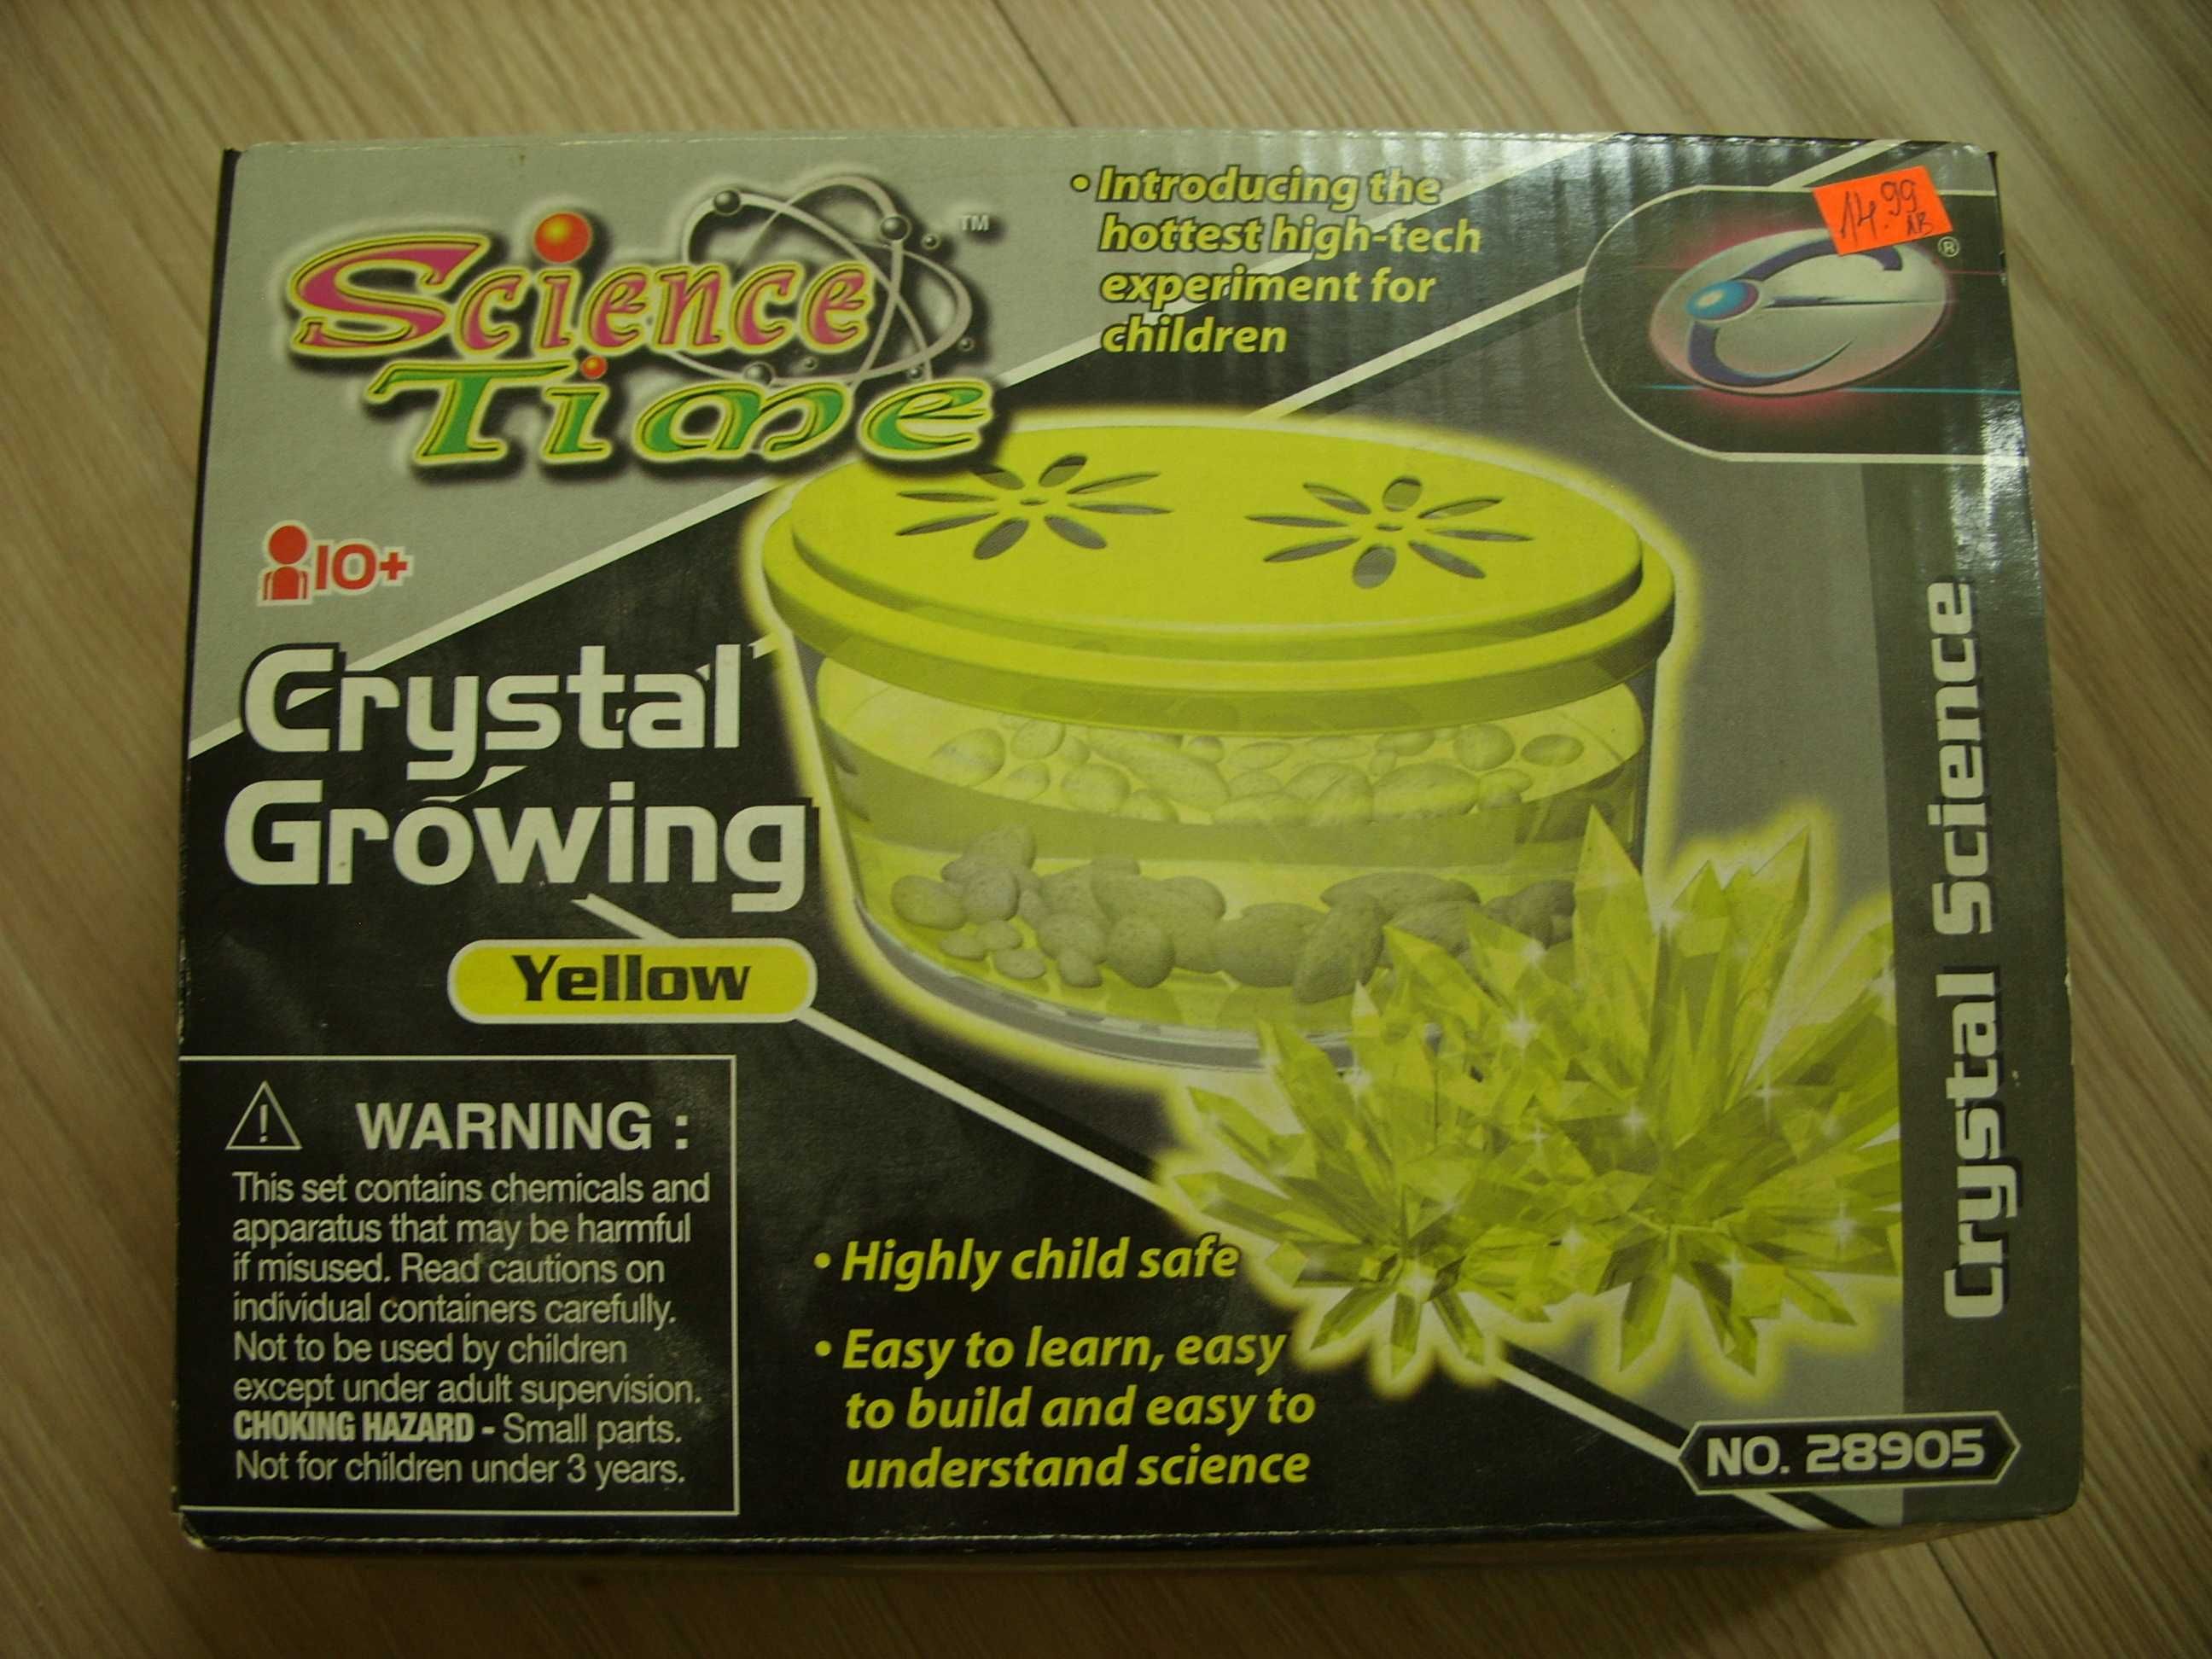 Science
Time
TM
• Introducing the
hottest high-tech
experiment for
children
14.99
лв
®
10+
Crystal
Growing
Yellow
WARNING :
This set contains chemicals and
apparatus that may be harmful
if misused. Read cautions on
individual containers carefully.
Not to be used by children
except under adult supervision.
CHOKING HAZARD - Small parts.
Not for children under 3 years.
• Highly child safe
• Easy to learn, easy
to build and easy to
understand science
Crystal Science
NO. 28905